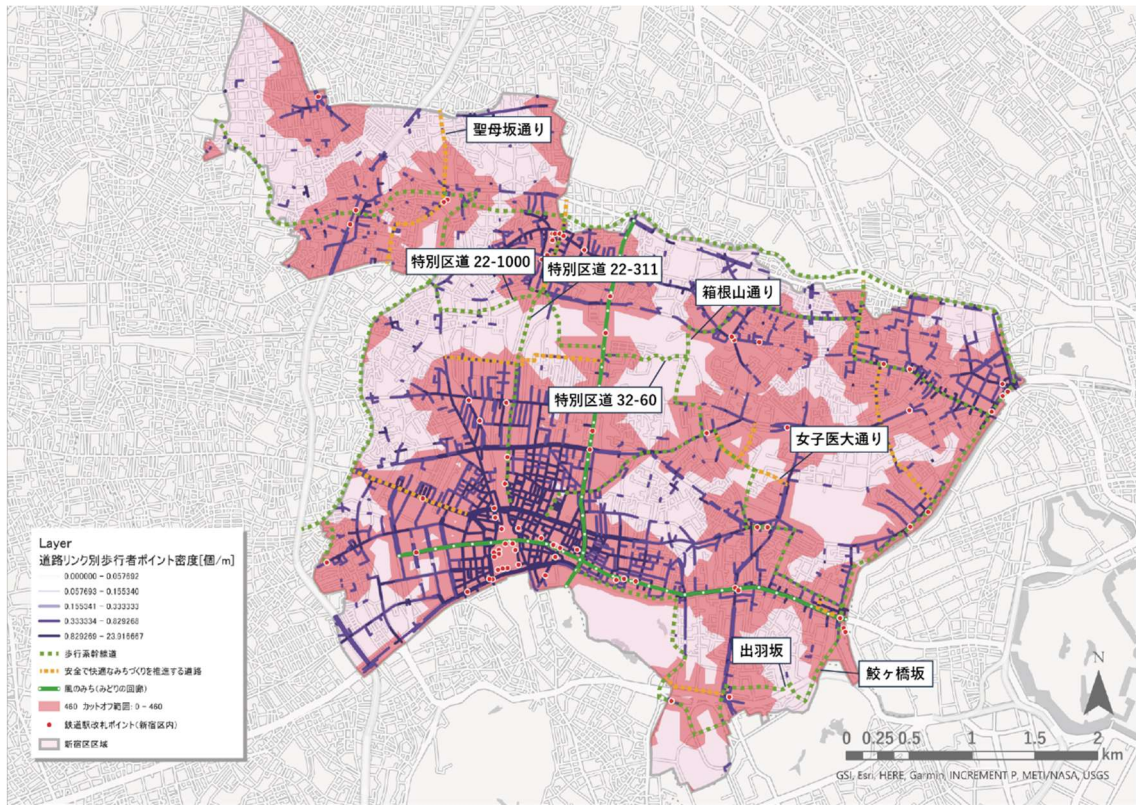 聖母坂通り
特別区道 22-1000
特別区道 22-311
箱根山通り
特別区道 32-60
女子医大通り
出羽坂
鮫ヶ橋坂
Layer
道路リンク別歩行者ポイント密度[個/m]
0.000000 - 0.057692
0.057693 - 0.155340
0.155341 - 0.333333
0.333334 - 0.829268
0.829269 - 23.916667
歩行系幹線道
安全で快適なみちづくりを推進する道路
風のみち(みどりの回廊)
460 カットオフ範囲: 0 - 460
鉄道駅改札ポイント(新宿区内)
新宿区区域
N
0 0.25 0.5 1 1.5 2
km
GSI, Esri, HERE, Garmin, INCREMENT P, METI/NASA, USGS